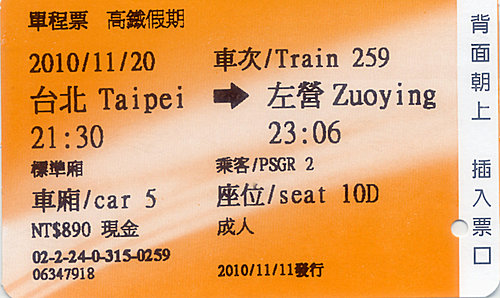 單程票 高鐵假期
2010/11/20 車次/Train 259
台北 Taipei → 左營 Zuoying
21:30 23:06
標準廂 乘客/PSGR 2
車廂/car 5 座位/seat 10D
NT$890 現金 成人
02-2-24-0-315-0259
06347918 2010/11/11發行
背面朝上 插入票口